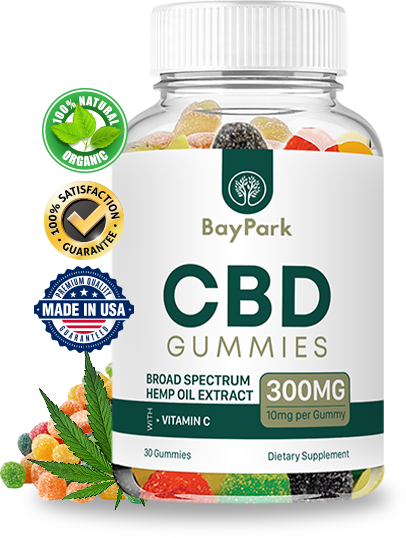 100% NATURAL
ORGANIC
100% SATISFACTION
GUARANTEE
PREMIUM QUALITY
MADE IN USA
GUARANTEED
BayPark
CBD
GUMMIES
BROAD SPECTRUM
HEMP OIL EXTRACT
300MG
10mg per Gummy
WITH
• VITAMIN C
30 Gummies
Dietary Supplement